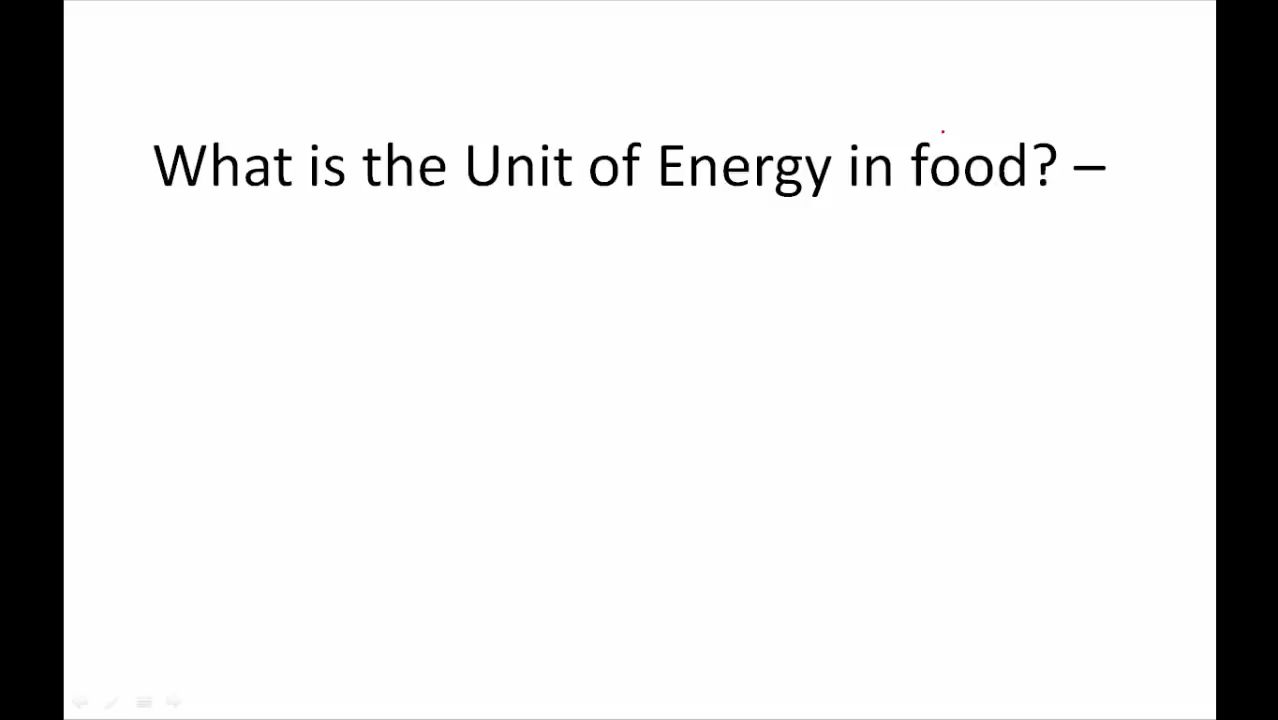 What is the Unit of Energy in food? –